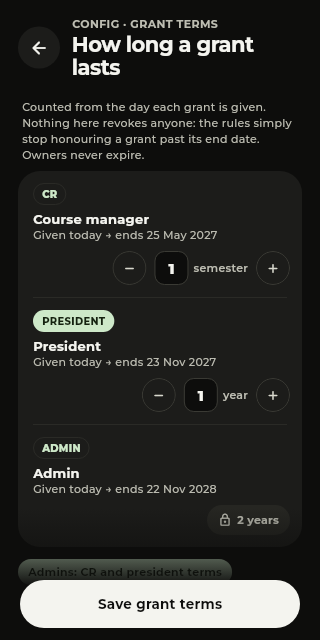 CONFIG · GRANT TERMS
How long a grant
lasts
Counted from the day each grant is given.
Nothing here revokes anyone: the rules simply
stop honouring a grant past its end date.
Owners never expire.
CR
Course manager
Given today → ends 25 May 2027
− 1 semester +
PRESIDENT
President
Given today → ends 23 Nov 2027
− 1 year +
ADMIN
Admin
Given today → ends 22 Nov 2028
2 years
Admins: CR and president terms
Save grant terms